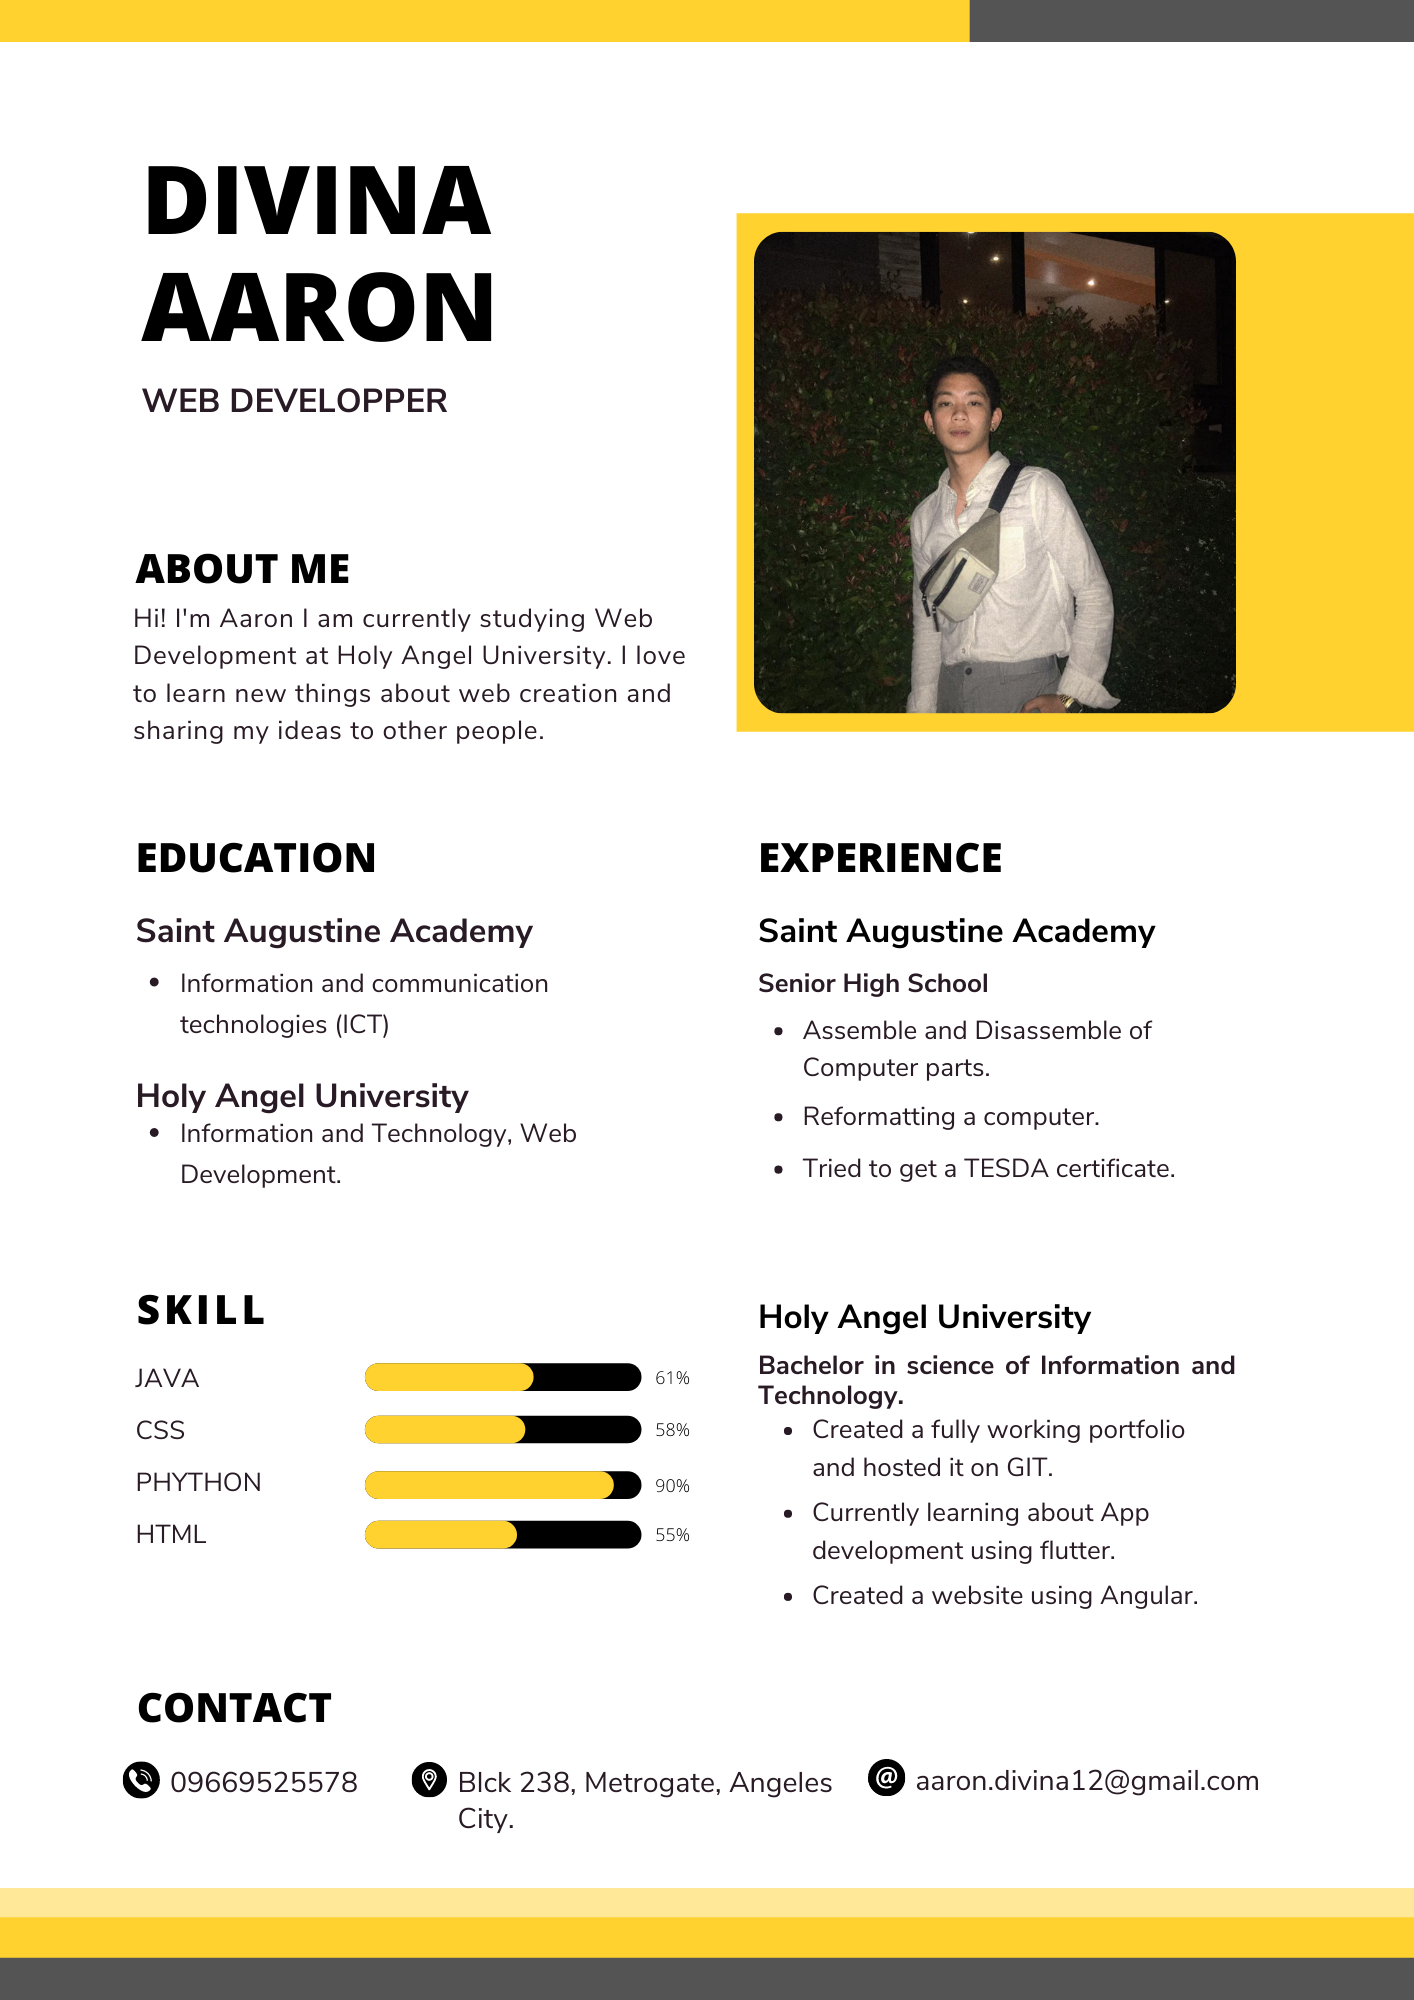 DIVINA
AARON
WEB DEVELOPPER
ABOUT ME
Hi! I'm Aaron I am currently studying Web
Development at Holy Angel University. I love
to learn new things about web creation and
sharing my ideas to other people.
EDUCATION
Saint Augustine Academy
Information and communication
technologies (ICT)
Holy Angel University
Information and Technology, Web
Development.
SKILL
JAVA 61%
CSS 58%
PHYTHON 90%
HTML 55%
EXPERIENCE
Saint Augustine Academy
Senior High School
Assemble and Disassemble of
Computer parts.
Reformatting a computer.
Tried to get a TESDA certificate.
Holy Angel University
Bachelor in science of Information and
Technology.
Created a fully working portfolio
and hosted it on GIT.
Currently learning about App
development using flutter.
Created a website using Angular.
CONTACT
09669525578
Blck 238, Metrogate, Angeles
City.
aaron.divina12@gmail.com